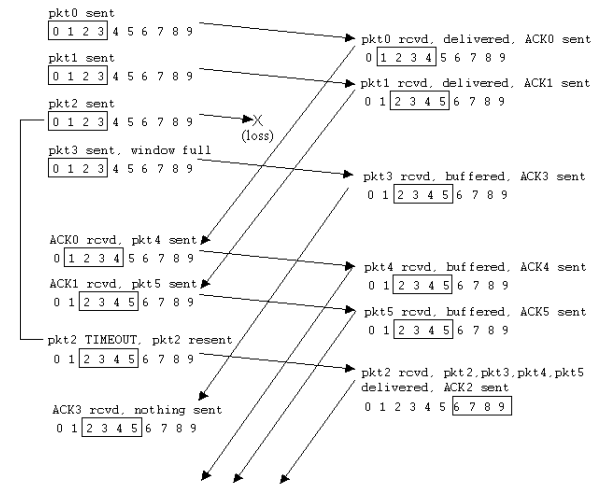 pkt0 sent
0 1 2 3 4 5 6 7 8 9
pkt1 sent
0 1 2 3 4 5 6 7 8 9
pkt2 sent
0 1 2 3 4 5 6 7 8 9
X
(loss)
pkt3 sent, window full
0 1 2 3 4 5 6 7 8 9
ACK0 rcvd, pkt4 sent
0 1 2 3 4 5 6 7 8 9
ACK1 rcvd, pkt5 sent
0 1 2 3 4 5 6 7 8 9
pkt2 TIMEOUT, pkt2 resent
0 1 2 3 4 5 6 7 8 9
ACK3 rcvd, nothing sent
0 1 2 3 4 5 6 7 8 9
pkt0 rcvd, delivered, ACK0 sent
0 1 2 3 4 5 6 7 8 9
pkt1 rcvd, delivered, ACK1 sent
0 1 2 3 4 5 6 7 8 9
pkt3 rcvd, buffered, ACK3 sent
0 1 2 3 4 5 6 7 8 9
pkt4 rcvd, buffered, ACK4 sent
0 1 2 3 4 5 6 7 8 9
pkt5 rcvd, buffered, ACK5 sent
0 1 2 3 4 5 6 7 8 9
pkt2 rcvd, pkt2,pkt3,pkt4,pkt5
delivered, ACK2 sent
0 1 2 3 4 5 6 7 8 9